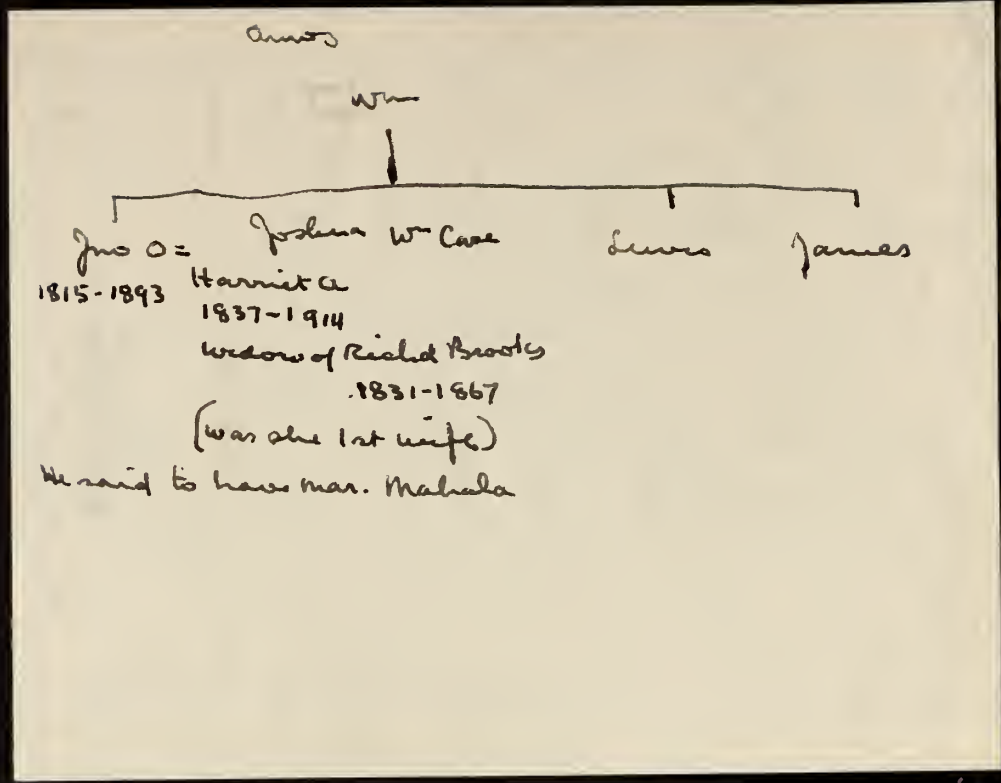 Amos
Wm
Jno O = Joshua Wm Case Lewis James
1815-1893 Harriet A
1837-1914
widow of Richd Brooks
1831-1867
(was she 1st wife)
He said to have mar. Mahala